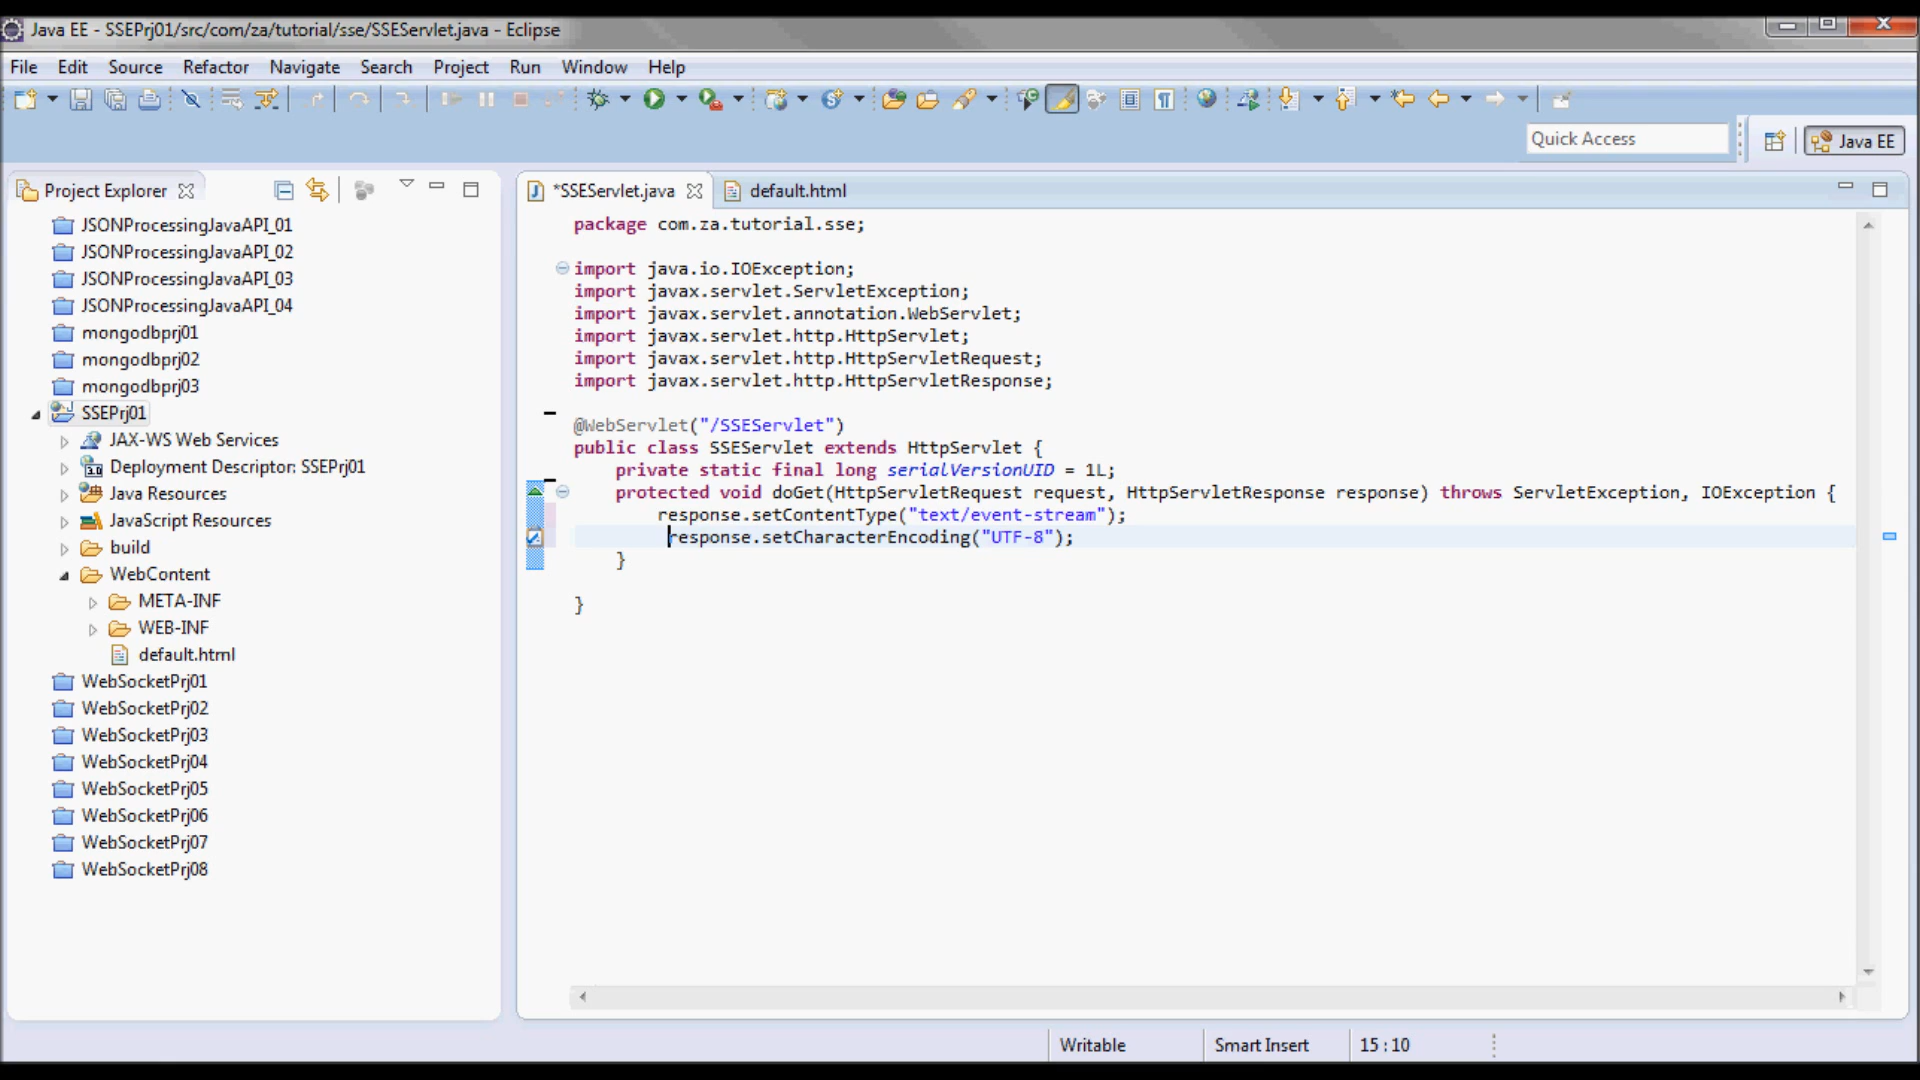 Java EE - SSEPrj01/src/com/za/tutorial/sse/SSEServlet.java - Eclipse
File Edit Source Refactor Navigate Search Project Run Window Help
Quick Access
Java EE
Project Explorer
JSONProcessingJavaAPI_01
JSONProcessingJavaAPI_02
JSONProcessingJavaAPI_03
JSONProcessingJavaAPI_04
mongodbprj01
mongodbprj02
mongodbprj03
SSEPrj01
JAX-WS Web Services
Deployment Descriptor: SSEPrj01
Java Resources
JavaScript Resources
build
WebContent
META-INF
WEB-INF
default.html
WebSocketPrj01
WebSocketPrj02
WebSocketPrj03
WebSocketPrj04
WebSocketPrj05
WebSocketPrj06
WebSocketPrj07
WebSocketPrj08
*SSEServlet.java
default.html
package com.za.tutorial.sse;
import java.io.IOException;
import javax.servlet.ServletException;
import javax.servlet.annotation.WebServlet;
import javax.servlet.http.HttpServlet;
import javax.servlet.http.HttpServletRequest;
import javax.servlet.http.HttpServletResponse;
@WebServlet("/SSEServlet")
public class SSEServlet extends HttpServlet {
private static final long serialVersionUID = 1L;
protected void doGet(HttpServletRequest request, HttpServletResponse response) throws ServletException, IOException {
response.setContentType("text/event-stream");
response.setCharacterEncoding("UTF-8");
}
}
Writable
Smart Insert
15 : 10